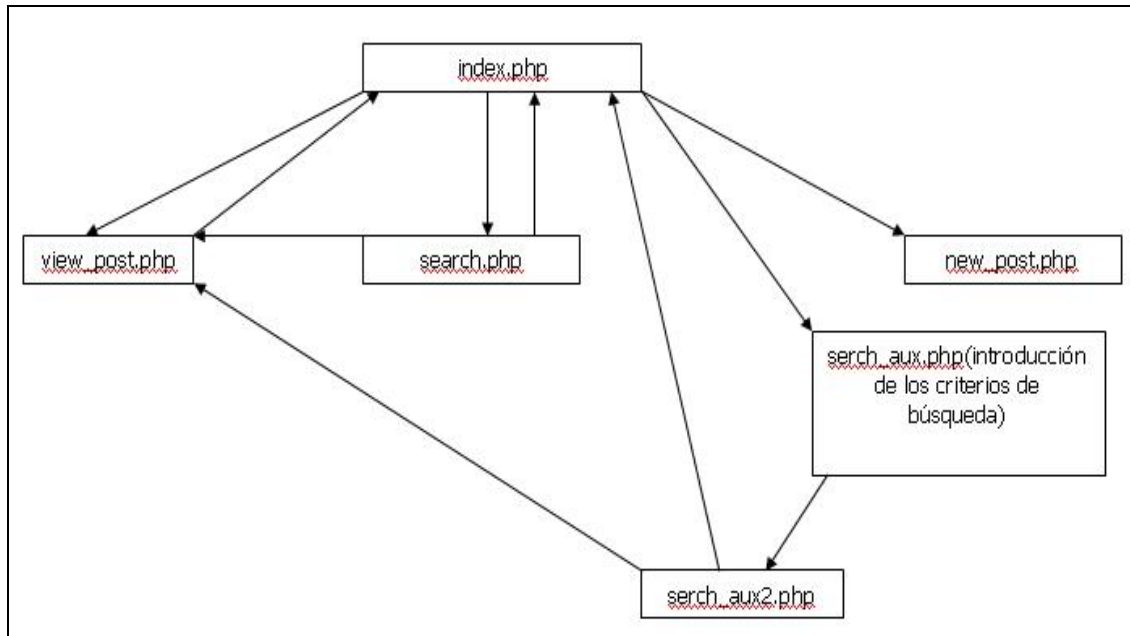 index.php
view_post.php
search.php
new_post.php
serch_aux.php(introducción
de los criterios de
búsqueda)
serch_aux2.php